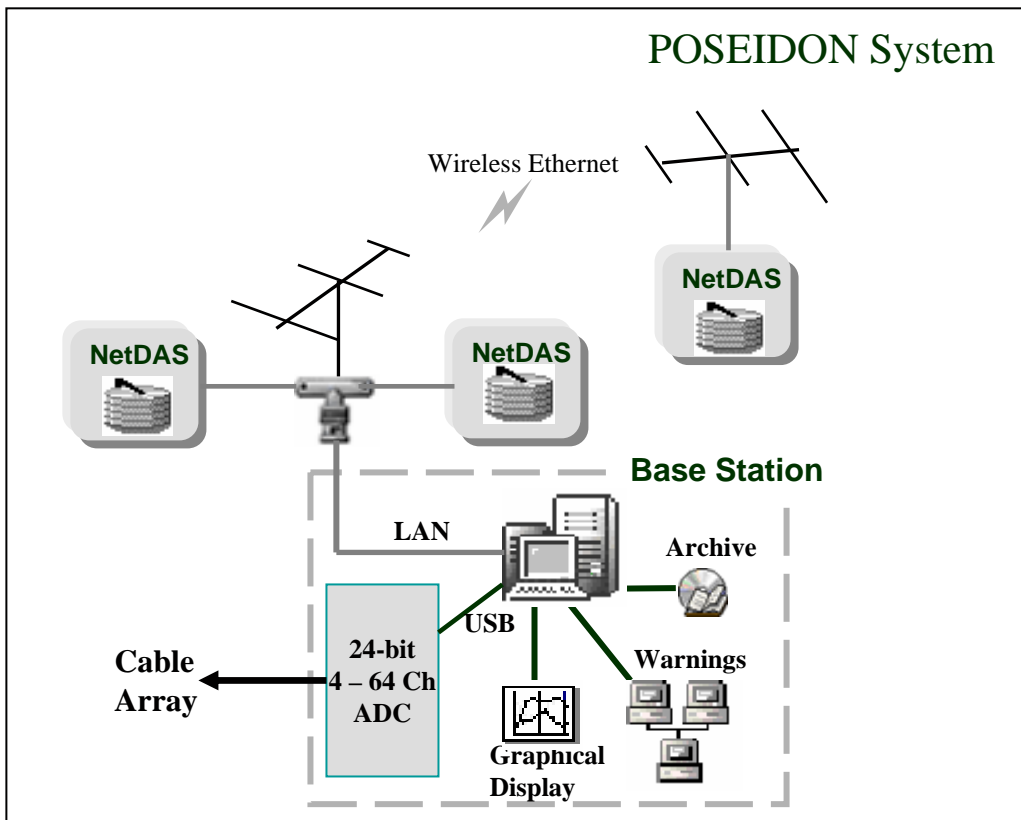 POSEIDON System
Wireless Ethernet
NetDAS
NetDAS
NetDAS
Base Station
LAN
Archive
USB
24-bit
4 – 64 Ch
ADC
Cable
Array
Warnings
Graphical
Display